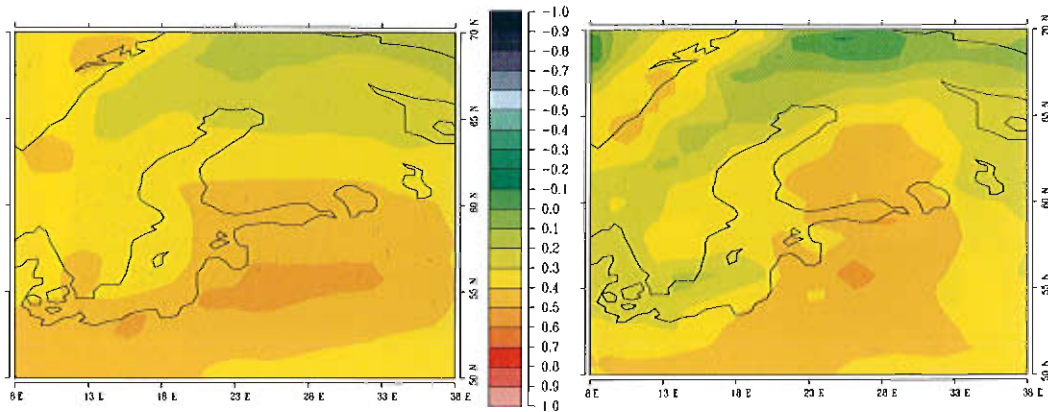 70 N
65 N
60 N
55 N
50 N
8 E
13 E
18 E
23 E
28 E
33 E
38 E
-1.0
-0.9
-0.8
-0.7
-0.6
-0.5
-0.4
-0.3
-0.2
-0.1
0.0
0.1
0.2
0.3
0.4
0.5
0.6
0.7
0.8
0.9
1.0
70 N
65 N
60 N
55 N
50 N
8 E
13 E
18 E
23 E
28 E
33 E
38 E